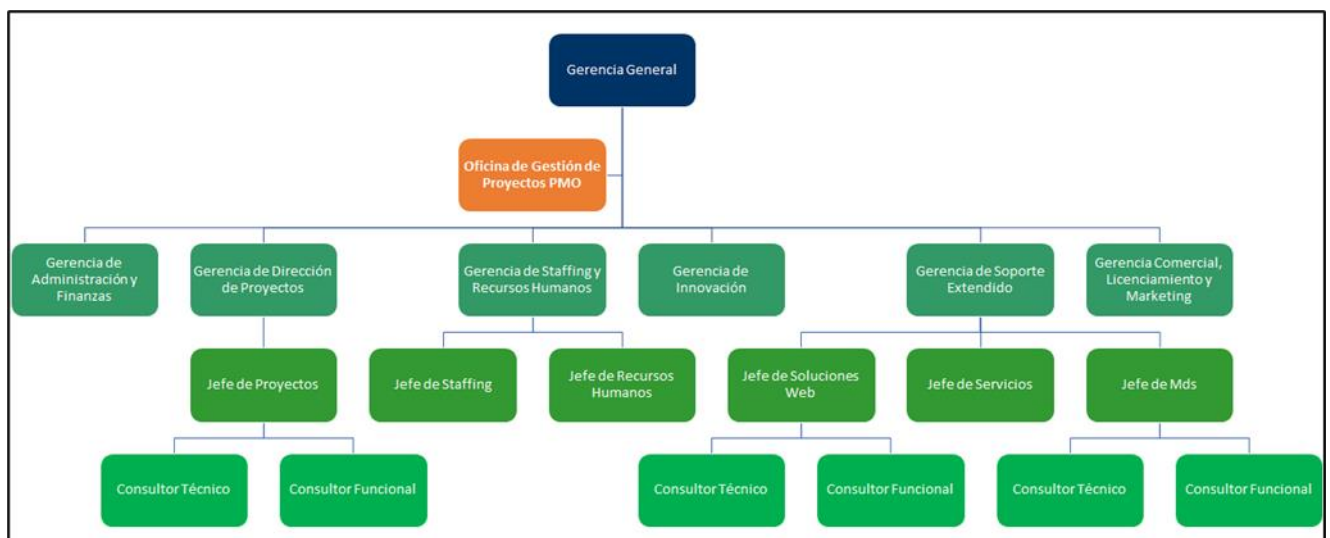 Gerencia General
Oficina de Gestión de
Proyectos PMO
Gerencia de
Administración y
Finanzas
Gerencia de Dirección
de Proyectos
Gerencia de Staffing y
Recursos Humanos
Gerencia de
Innovación
Gerencia de Soporte
Extendido
Gerencia Comercial,
Licenciamiento y
Marketing
Jefe de Proyectos
Jefe de Staffing
Jefe de Recursos
Humanos
Jefe de Soluciones
Web
Jefe de Servicios
Jefe de Mds
Consultor Técnico
Consultor Funcional
Consultor Técnico
Consultor Funcional
Consultor Técnico
Consultor Funcional